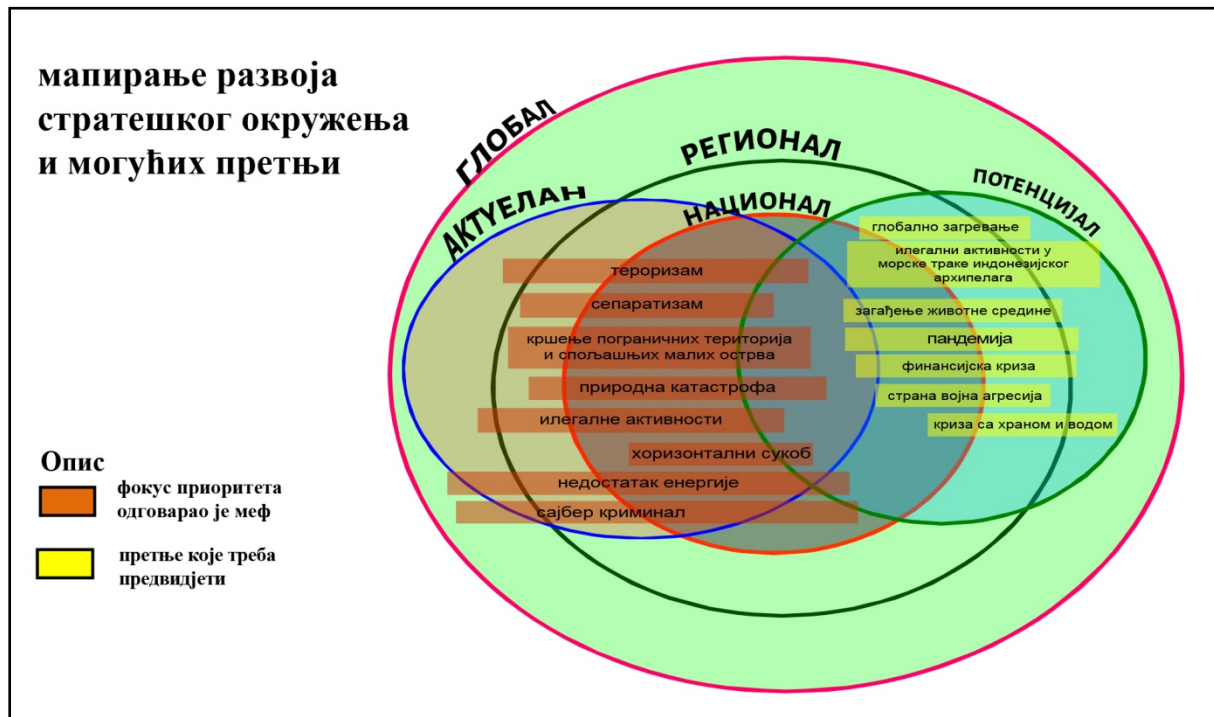 мапирање развоја
стратешког окружења
и могућих претњи
ГЛОБАЛ
РЕГИОНАЛ
АКТУЕЛАН
НАЦИОНАЛ
ПОТЕНЦИЈАЛ
тероризам
сепаратизам
кршење пограничних територија
и спољашњих малих острва
природна катастрофа
илегалне активности
хоризонтални сукоб
недостатак енергије
сајбер криминал
глобално загревање
илегални активности у
морске траке индонезијског
архипелага
загађење животне средине
пандемија
финансијска криза
страна војна агресија
криза са храном и водом
Опис
фокус приоритета
одговарао је меф
претње које треба
предвидјети